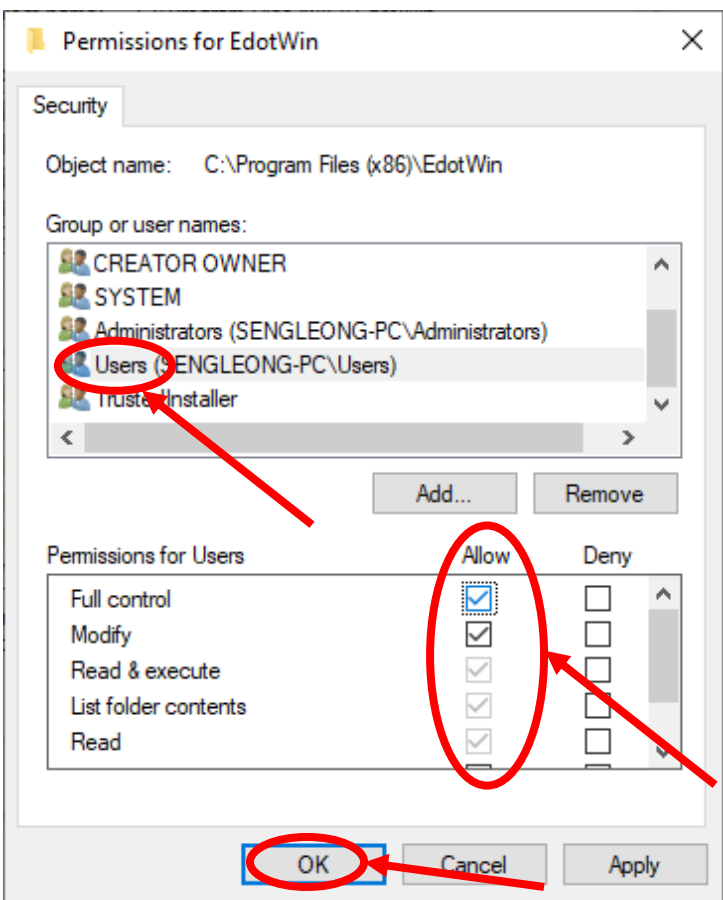 Permissions for EdotWin
Security
Object name: C:\Program Files (x86)\EdotWin
Group or user names:
CREATOR OWNER
SYSTEM
Administrators (SENGLEONG-PC\Administrators)
Users (SENGLEONG-PC\Users)
TrustedInstaller
Add... Remove
Permissions for Users Allow Deny
Full control
Modify
Read & execute
List folder contents
Read
OK Cancel Apply